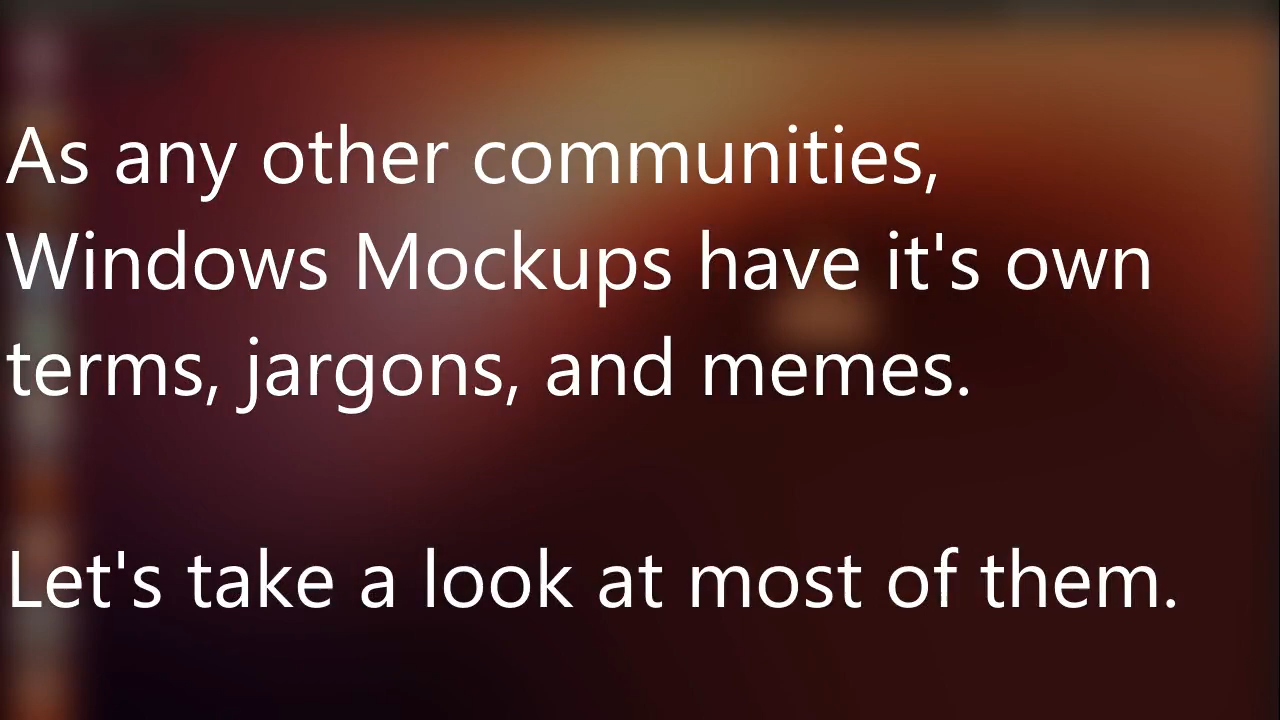 As any other communities,
Windows Mockups have it's own
terms, jargons, and memes.
Let's take a look at most of them.